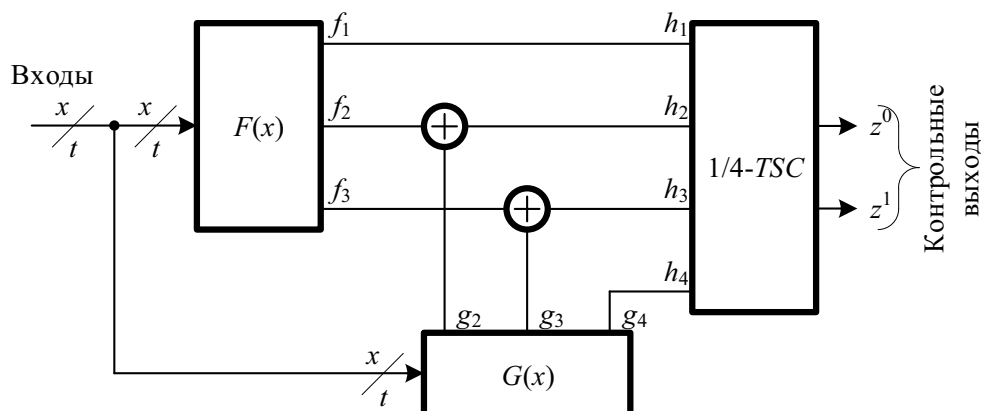 Входы
x
t
x
t
F(x)
f₁
f₂
f₃
+
+
h₁
h₂
h₃
h₄
1/4-TSC
z⁰
z¹
Контрольные
выходы
g₂
g₃
g₄
x
t
G(x)